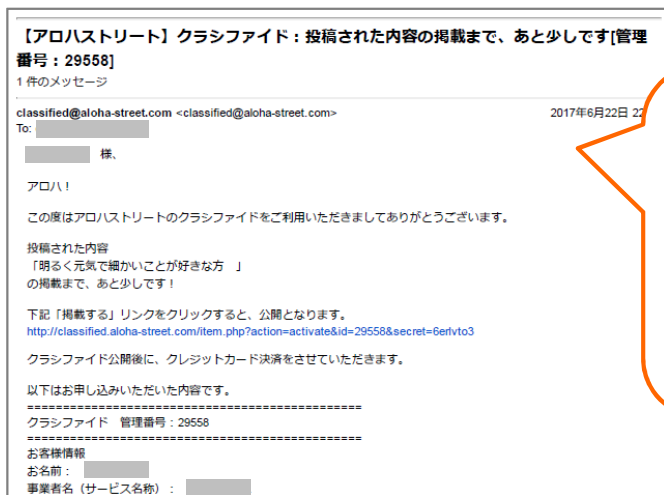 【アロハストリート】クラシファイド：投稿された内容の掲載まで、あと少しです[管理
番号：29558]
1 件のメッセージ
classified@aloha-street.com <classified@aloha-street.com> 2017年6月22日 22
To:
様、
アロハ！
この度はアロハストリートのクラシファイドをご利用いただきましてありがとうございます。
投稿された内容
「明るく元気で細かいことが好きな方　」
の掲載まで、あと少しです！
下記「掲載する」リンクをクリックすると、公開となります。
http://classified.aloha-street.com/item.php?action=activate&id=29558&secret=6erlvto3
クラシファイド公開後に、クレジットカード決済をさせていただきます。
以下はお申し込みいただいた内容です。
==================================================
クラシファイド　管理番号：29558
==================================================
お客様情報
お名前：
事業者名（サービス名称）：